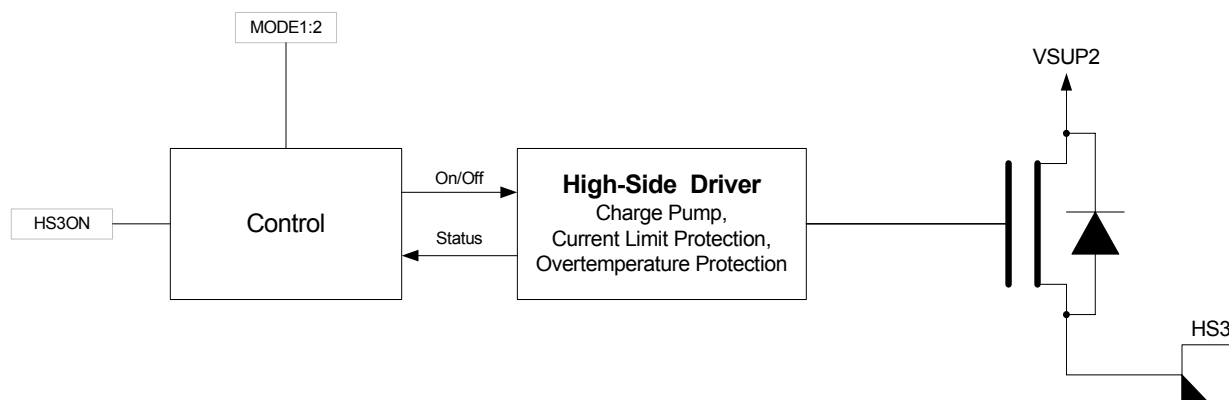 MODE1:2
VSUP2
HS3ON
Control
On/Off
Status
High-Side Driver
Charge Pump,
Current Limit Protection,
Overtemperature Protection
HS3